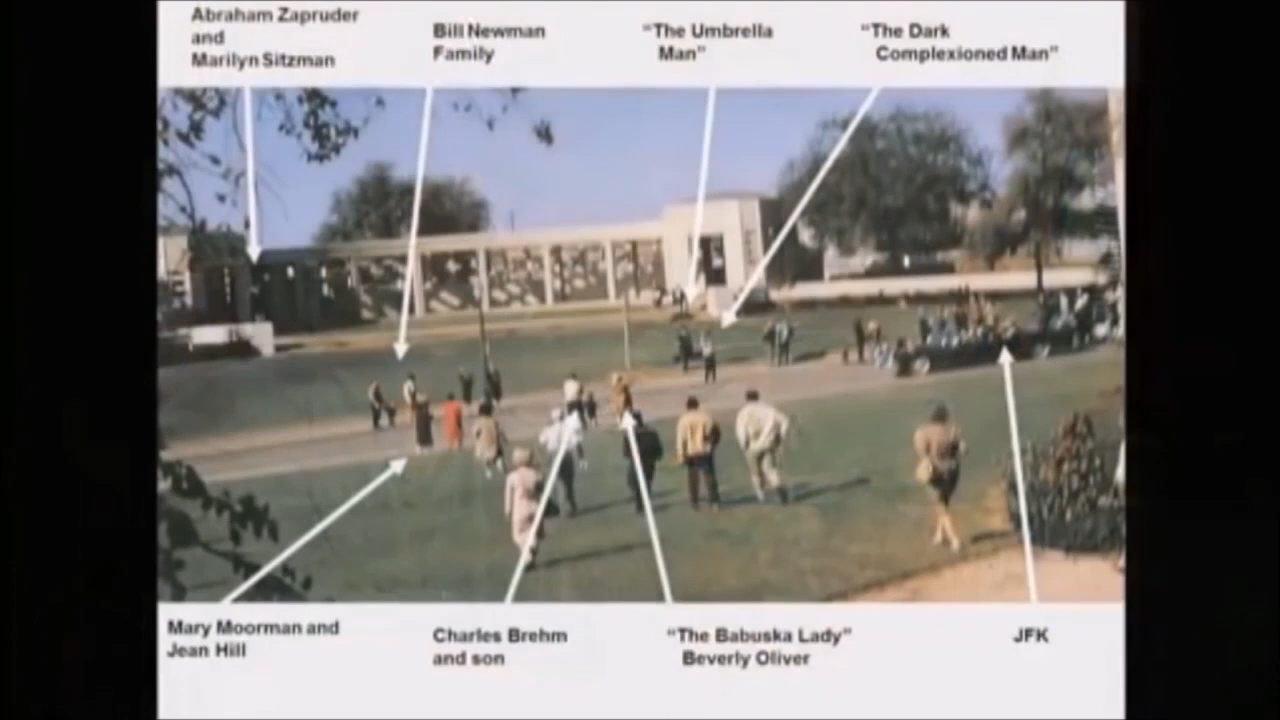 Abraham Zapruder
and
Marilyn Sitzman
Bill Newman
Family
“The Umbrella
Man”
“The Dark
Complexioned Man”
Mary Moorman and
Jean Hill
Charles Brehm
and son
“The Babuska Lady”
Beverly Oliver
JFK